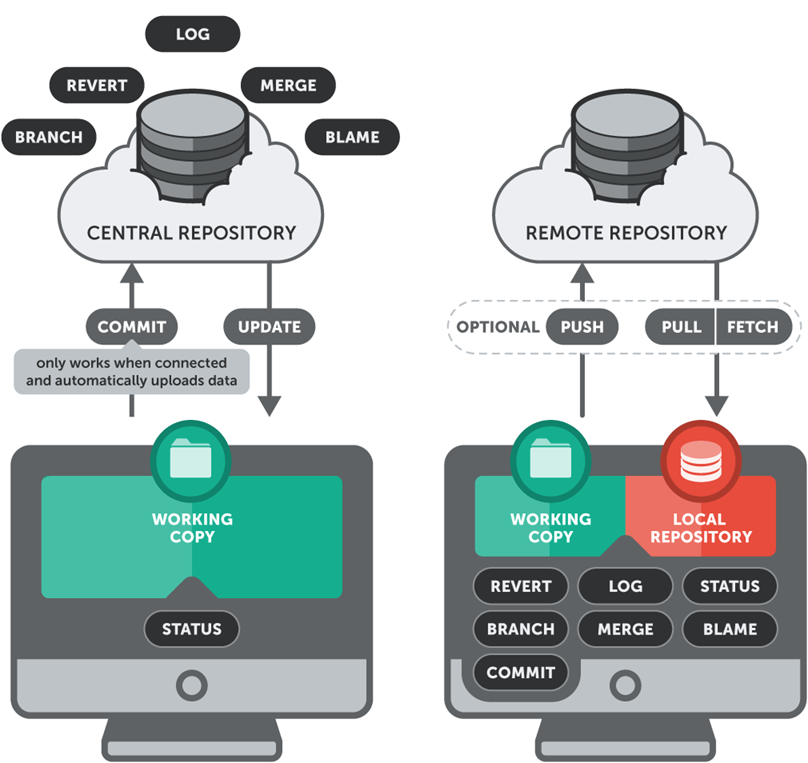 LOG
REVERT
MERGE
BRANCH
BLAME
CENTRAL REPOSITORY
COMMIT
UPDATE
only works when connected
and automatically uploads data
WORKING
COPY
STATUS
REMOTE REPOSITORY
OPTIONAL
PUSH
PULL
FETCH
WORKING
COPY
LOCAL
REPOSITORY
REVERT
LOG
STATUS
BRANCH
MERGE
BLAME
COMMIT